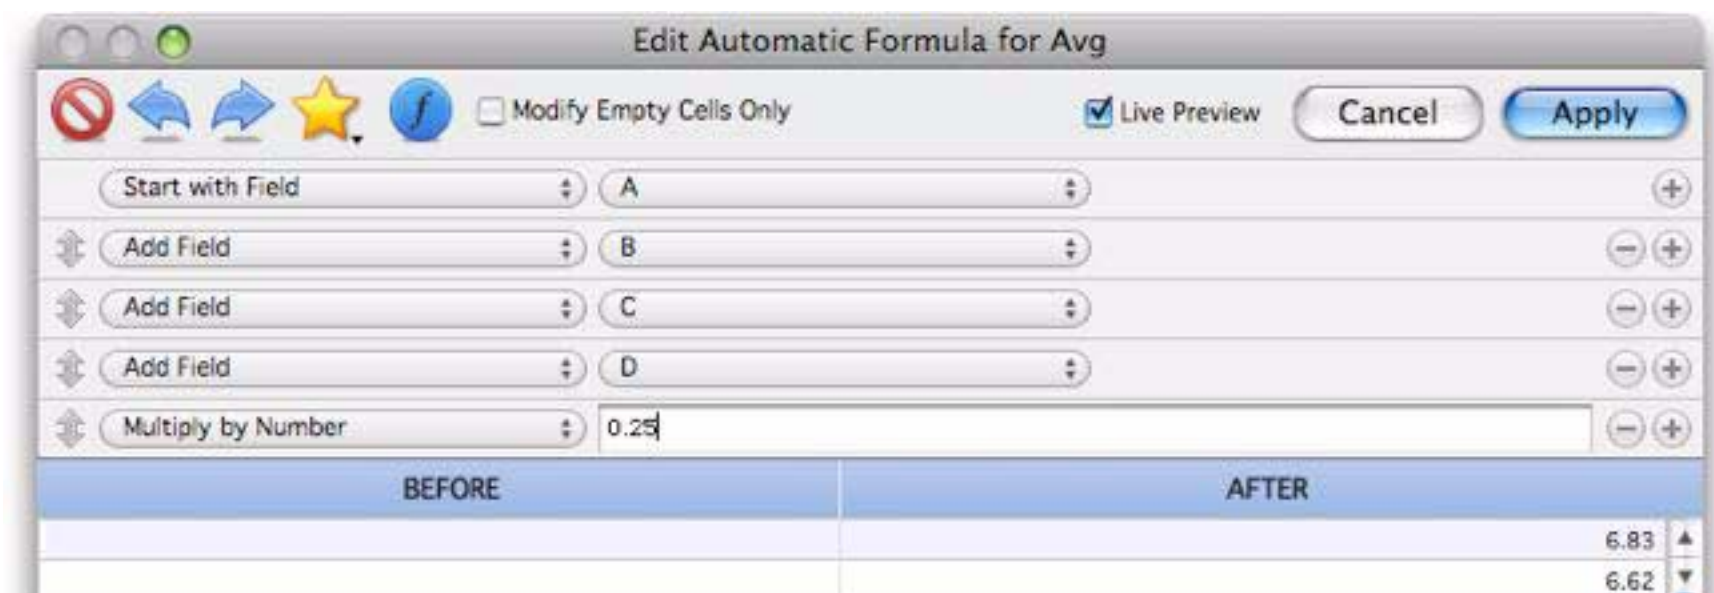 Edit Automatic Formula for Avg
f Modify Empty Cells Only Live Preview Cancel Apply
Start with Field A
Add Field B
Add Field C
Add Field D
Multiply by Number 0.25
BEFORE AFTER
6.83
6.62